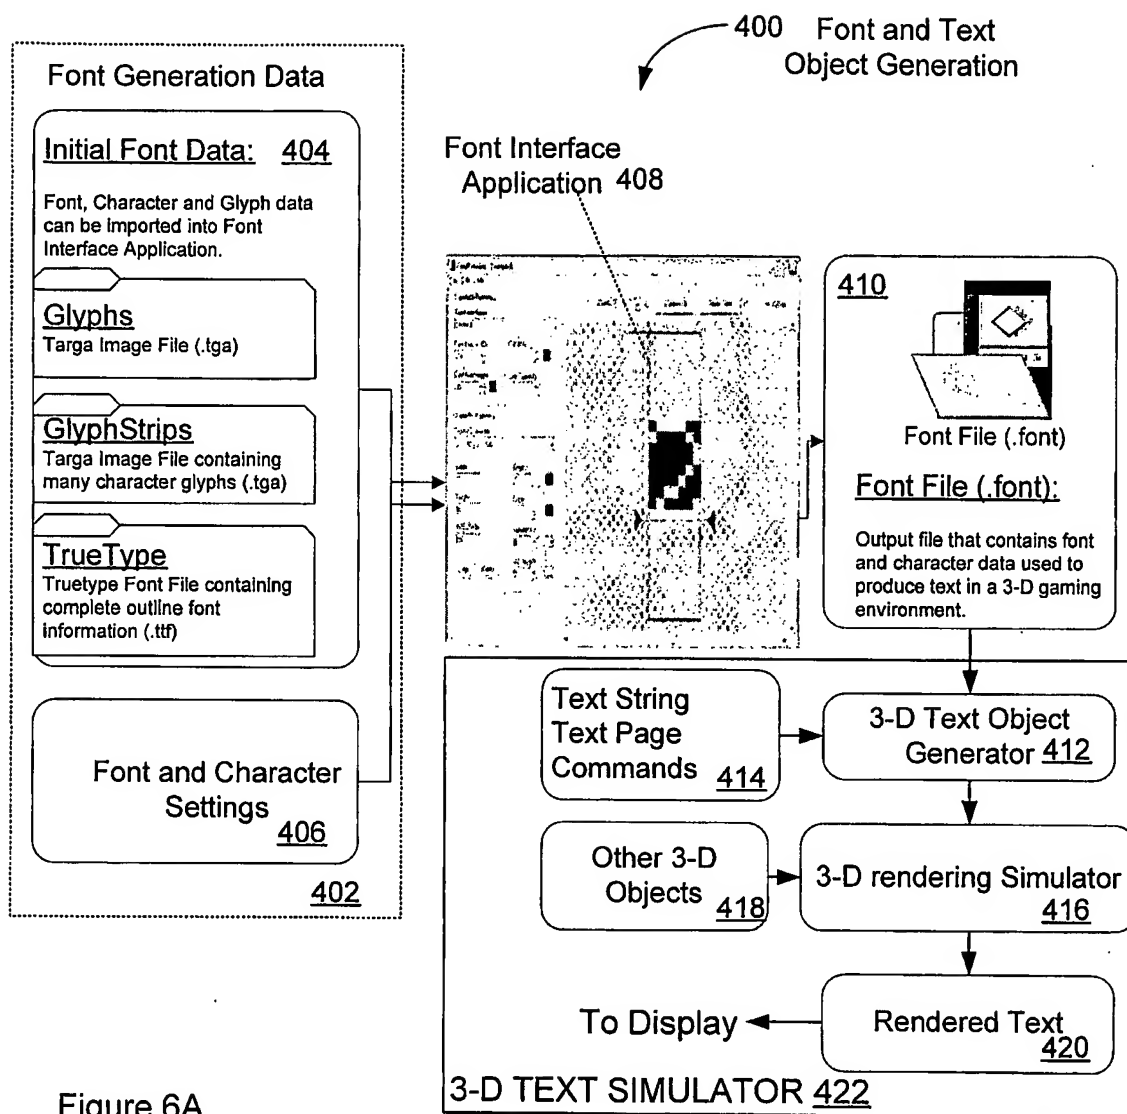 400 Font and Text
Object Generation
Font Generation Data
Initial Font Data: 404
Font, Character and Glyph data
can be imported into Font
Interface Application.
Glyphs
Targa Image File (.tga)
GlyphStrips
Targa Image File containing
many character glyphs (.tga)
TrueType
Truetype Font File containing
complete outline font
information (.ttf)
Font and Character
Settings
406
402
Font Interface
Application 408
410
Font File (.font)
Font File (.font):
Output file that contains font
and character data used to
produce text in a 3-D gaming
environment.
Text String
Text Page
Commands 414
3-D Text Object
Generator 412
Other 3-D
Objects 418
3-D rendering Simulator
416
To Display
Rendered Text
420
3-D TEXT SIMULATOR 422
Figure 6A